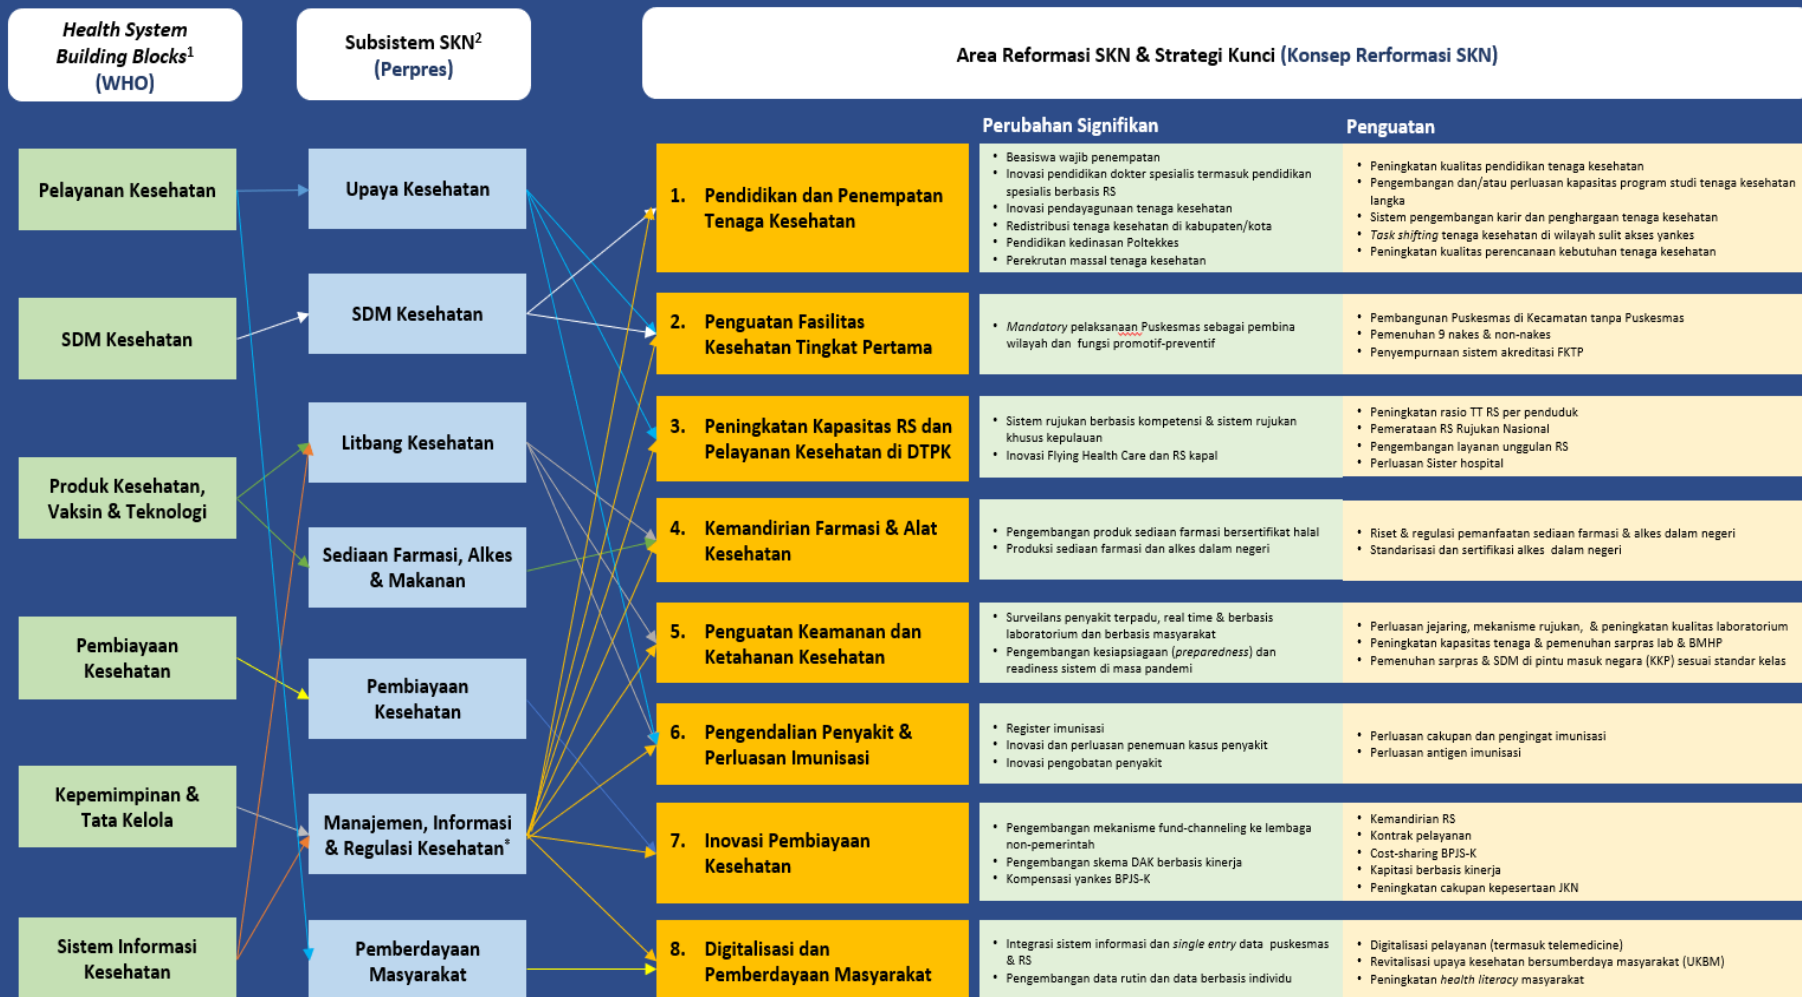 Health System
Building Blocks1
(WHO)
Subsistem SKN2
(Perpres)
Area Reformasi SKN & Strategi Kunci (Konsep Rerformasi SKN)
Perubahan Signifikan
Penguatan
Pelayanan Kesehatan
SDM Kesehatan
Produk Kesehatan,
Vaksin & Teknologi
Pembiayaan
Kesehatan
Kepemimpinan &
Tata Kelola
Sistem Informasi
Kesehatan
Upaya Kesehatan
SDM Kesehatan
Litbang Kesehatan
Sediaan Farmasi, Alkes
& Makanan
Pembiayaan
Kesehatan
Manajemen, Informasi
& Regulasi Kesehatan*
Pemberdayaan
Masyarakat
1. Pendidikan dan Penempatan
Tenaga Kesehatan
• Beasiswa wajib penempatan
• Inovasi pendidikan dokter spesialis termasuk pendidikan
spesialis berbasis RS
• Inovasi pendayagunaan tenaga kesehatan
• Redistribusi tenaga kesehatan di kabupaten/kota
• Pendidikan kedinasan Poltekkes
• Perekrutan massal tenaga kesehatan
• Peningkatan kualitas pendidikan tenaga kesehatan
• Pengembangan dan/atau perluasan kapasitas program studi tenaga kesehatan
langka
• Sistem pengembangan karir dan penghargaan tenaga kesehatan
• Task shifting tenaga kesehatan di wilayah sulit akses yankes
• Peningkatan kualitas perencanaan kebutuhan tenaga kesehatan
2. Penguatan Fasilitas
Kesehatan Tingkat Pertama
• Mandatory pelaksanaan Puskesmas sebagai pembina
wilayah dan fungsi promotif-preventif
• Pembangunan Puskesmas di Kecamatan tanpa Puskesmas
• Pemenuhan 9 nakes & non-nakes
• Penyempurnaan sistem akreditasi FKTP
3. Peningkatan Kapasitas RS dan
Pelayanan Kesehatan di DTPK
• Sistem rujukan berbasis kompetensi & sistem rujukan
khusus kepulauan
• Inovasi Flying Health Care dan RS kapal
• Peningkatan rasio TT RS per penduduk
• Pemerataan RS Rujukan Nasional
• Pengembangan layanan unggulan RS
• Perluasan Sister hospital
4. Kemandirian Farmasi & Alat
Kesehatan
• Pengembangan produk sediaan farmasi bersertifikat halal
• Produksi sediaan farmasi dan alkes dalam negeri
• Riset & regulasi pemanfaatan sediaan farmasi & alkes dalam negeri
• Standarisasi dan sertifikasi alkes dalam negeri
5. Penguatan Keamanan dan
Ketahanan Kesehatan
• Surveilans penyakit terpadu, real time & berbasis
laboratorium dan berbasis masyarakat
• Pengembangan kesiapsiagaan (preparedness) dan
readiness sistem di masa pandemi
• Perluasan jejaring, mekanisme rujukan, & peningkatan kualitas laboratorium
• Peningkatan kapasitas tenaga & pemenuhan sarpras lab & BMHP
• Pemenuhan sarpras & SDM di pintu masuk negara (KKP) sesuai standar kelas
6. Pengendalian Penyakit &
Perluasan Imunisasi
• Register imunisasi
• Inovasi dan perluasan penemuan kasus penyakit
• Inovasi pengobatan penyakit
• Perluasan cakupan dan pengingat imunisasi
• Perluasan antigen imunisasi
7. Inovasi Pembiayaan
Kesehatan
• Pengembangan mekanisme fund-channeling ke lembaga
non-pemerintah
• Pengembangan skema DAK berbasis kinerja
• Kompensasi yankes BPJS-K
• Kemandirian RS
• Kontrak pelayanan
• Cost-sharing BPJS-K
• Kapitasi berbasis kinerja
• Peningkatan cakupan kepesertaan JKN
8. Digitalisasi dan
Pemberdayaan Masyarakat
• Integrasi sistem informasi dan single entry data puskesmas
& RS
• Pengembangan data rutin dan data berbasis individu
• Digitalisasi pelayanan (termasuk telemedicine)
• Revitalisasi upaya kesehatan bersumberdaya masyarakat (UKBM)
• Peningkatan health literacy masyarakat